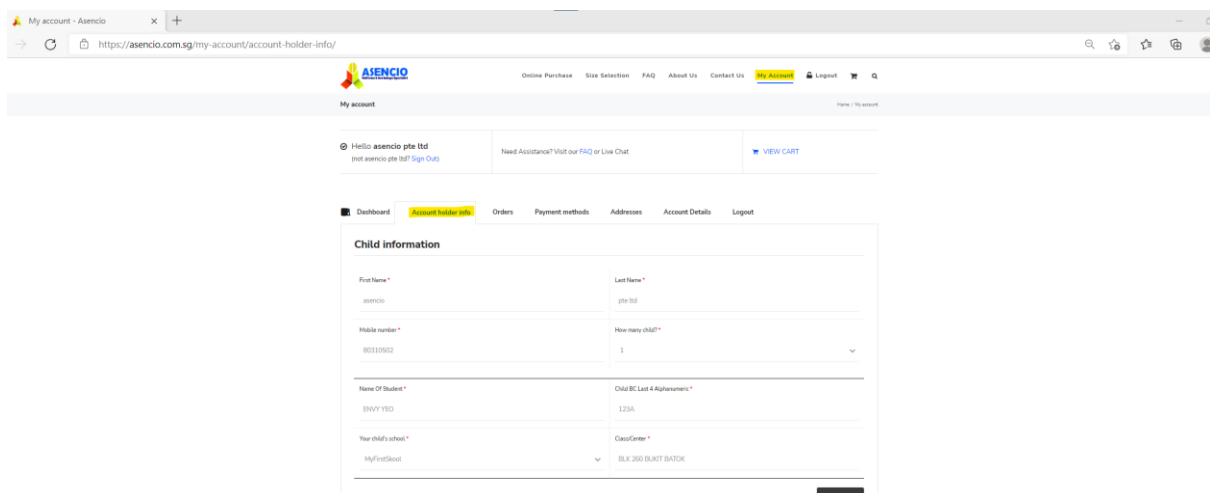 My account - Asencio
https://asencio.com.sg/my-account/account-holder-info/
ASENCIO
Online Purchase Size Selection FAQ About Us Contact Us My Account Logout
My account
Home / My account
Hello asencio pte ltd
(not asencio pte ltd? Sign Out)
Need Assistance? Visit our FAQ or Live Chat
VIEW CART
Dashboard Account holder info Orders Payment methods Addresses Account Details Logout
Child information
First Name * Last Name *
asencio pte ltd
Mobile number * How many child? *
80310502 1
Name Of Student * Child BC Last 4 Alphanumeric *
ENVY YEO 123A
Your child's school * Class/Center *
MyFirstSkool BLK 260 BUKIT BATOK